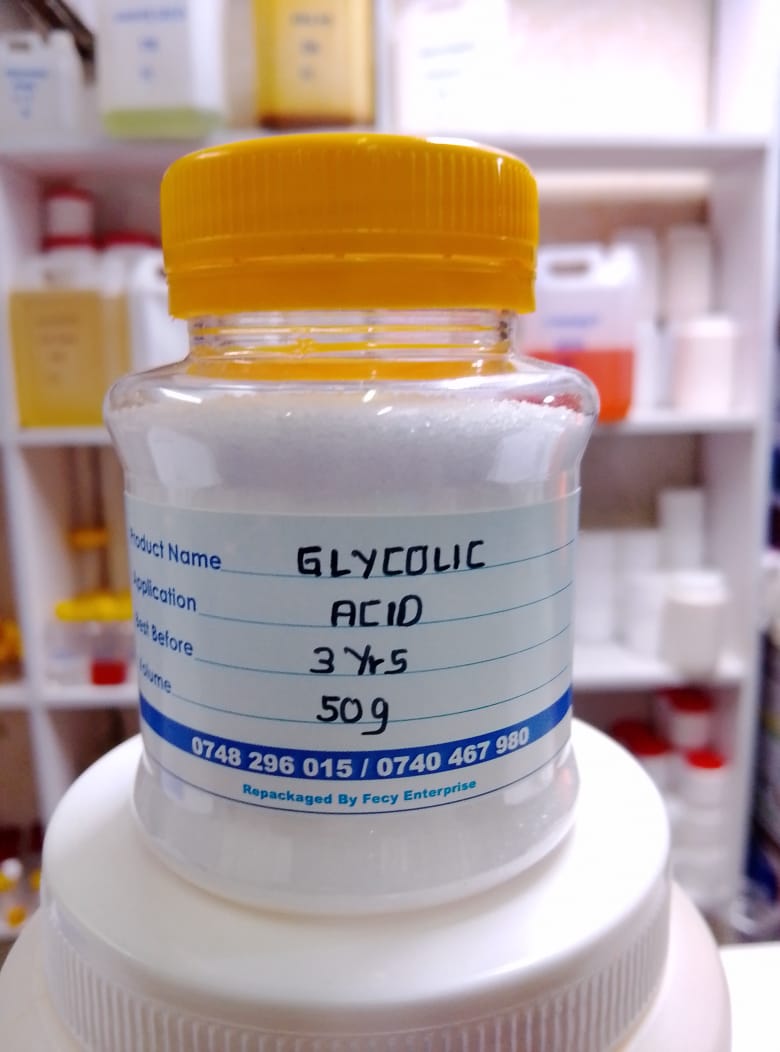 Product Name GLYCOLIC
Application ACID
Best Before 3 Yrs
Volume 50g
0748 296 015 / 0740 467 980
Repackaged By Fecy Enterprise